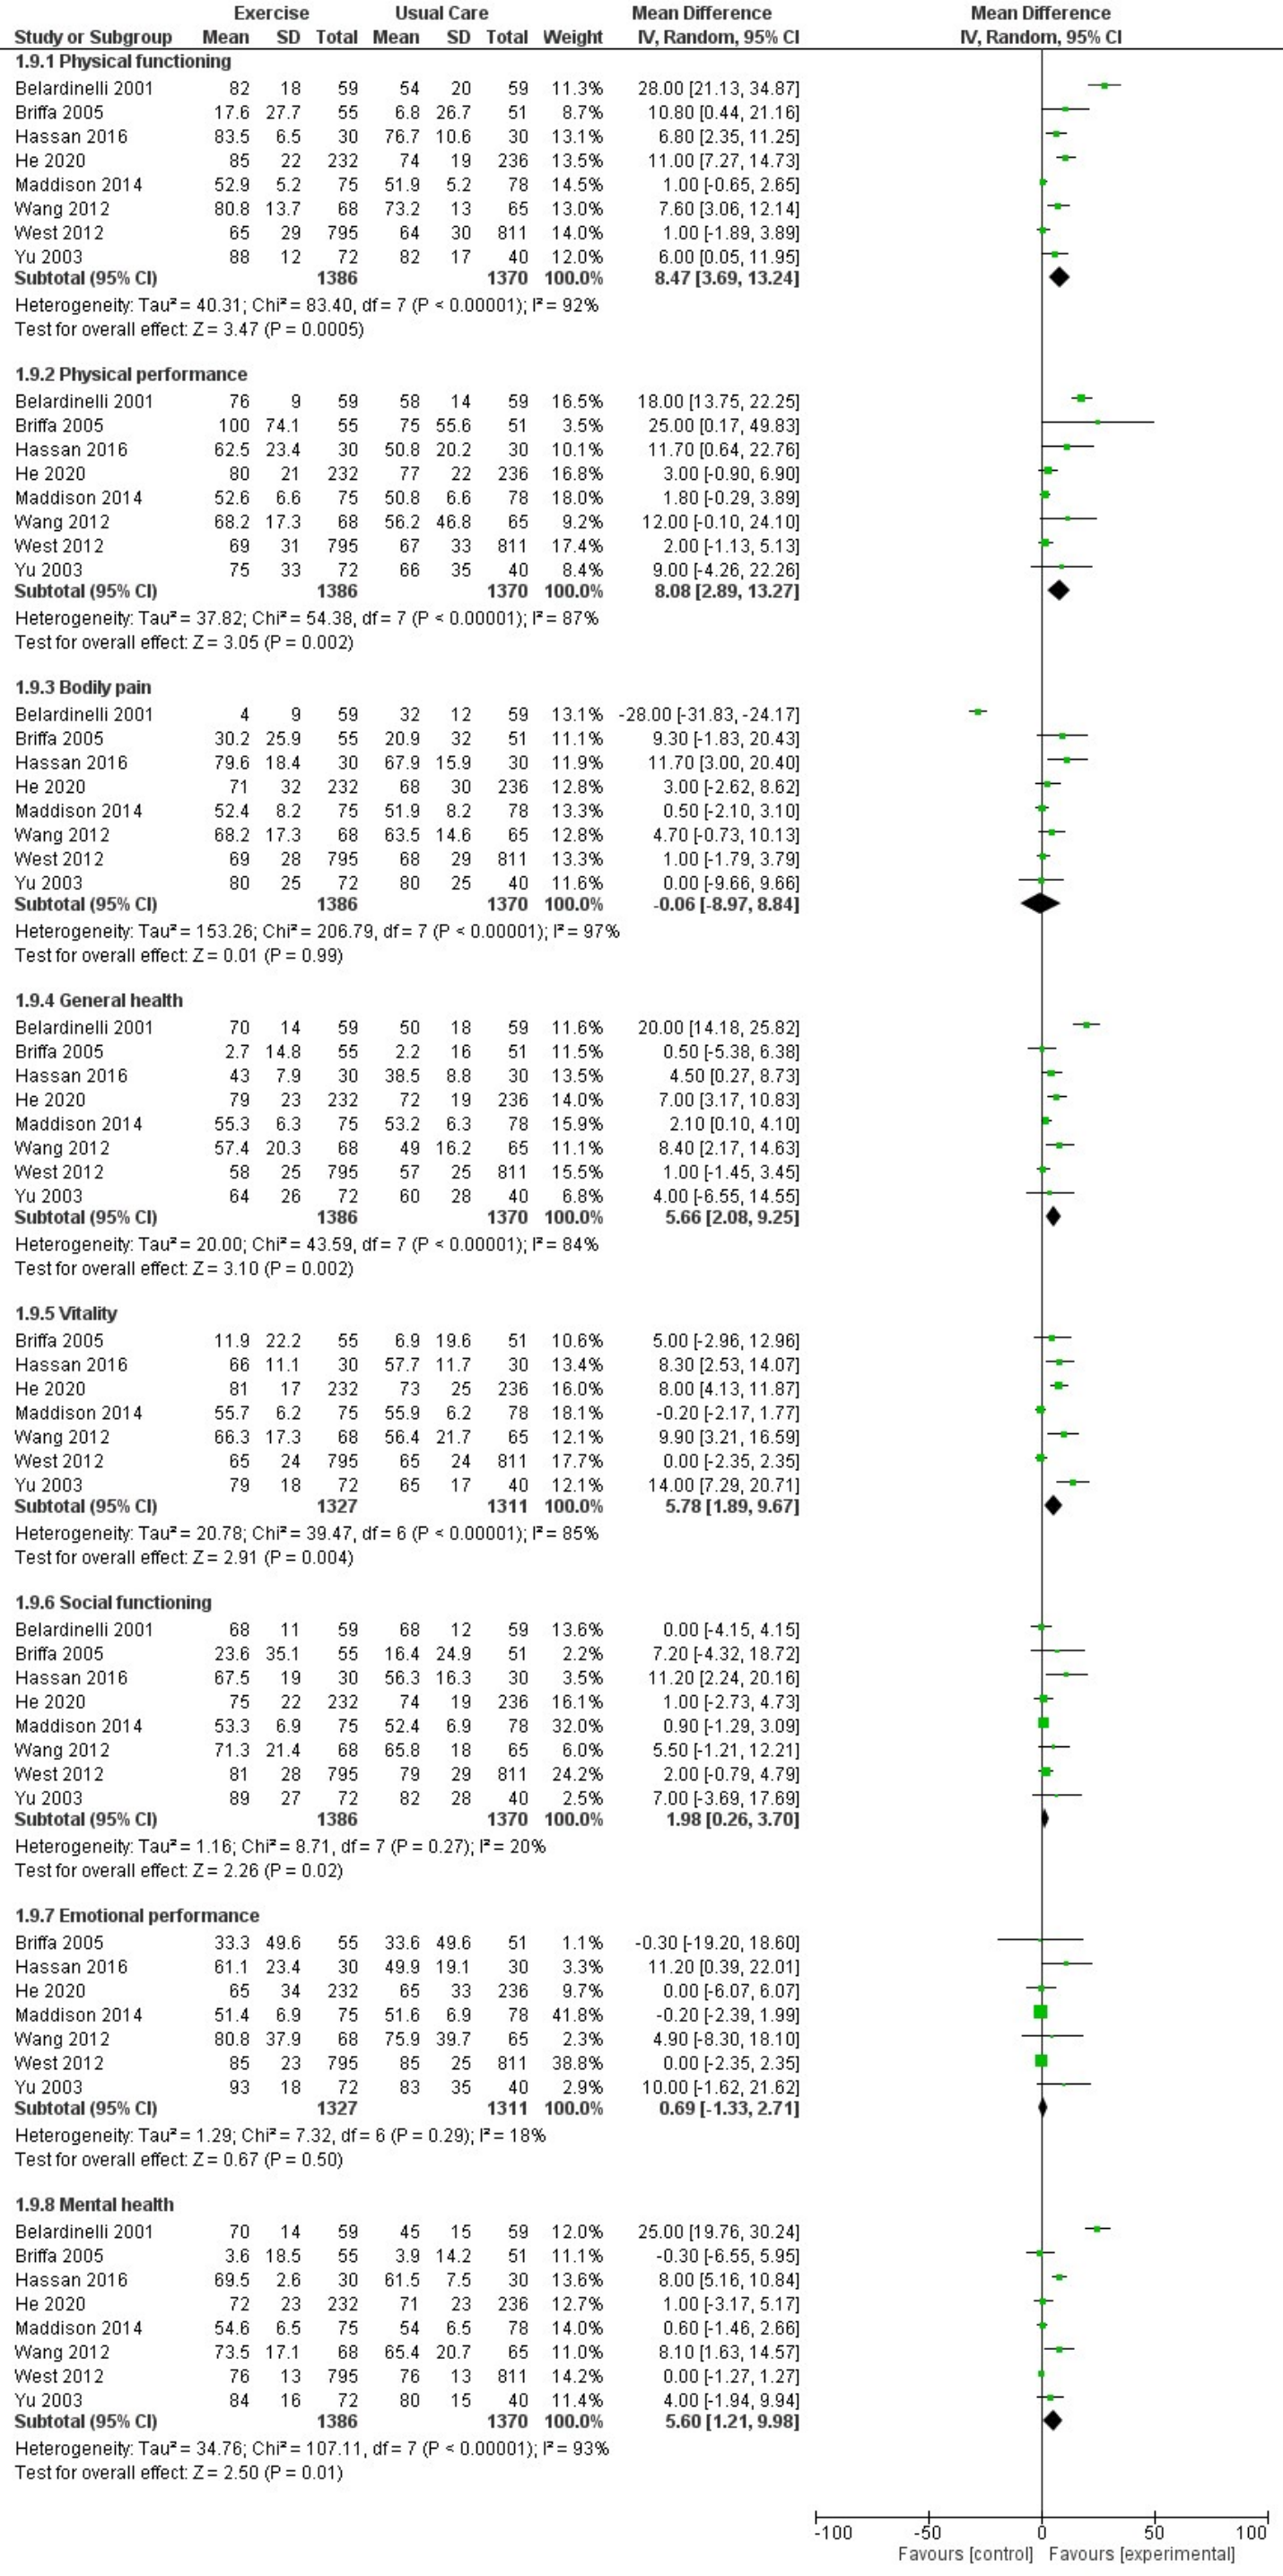 Exercise Usual Care Mean Difference Mean Difference
Study or Subgroup Mean SD Total Mean SD Total Weight IV, Random, 95% CI IV, Random, 95% CI
1.9.1 Physical functioning
Belardinelli 2001 82 18 59 54 20 59 11.3% 28.00 [21.13, 34.87]
Briffa 2005 17.6 27.7 55 6.8 26.7 51 8.7% 10.80 [0.44, 21.16]
Hassan 2016 83.5 6.5 30 76.7 10.6 30 13.1% 6.80 [2.35, 11.25]
He 2020 85 22 232 74 19 236 13.5% 11.00 [7.27, 14.73]
Maddison 2014 52.9 5.2 75 51.9 5.2 78 14.5% 1.00 [-0.65, 2.65]
Wang 2012 80.8 13.7 68 73.2 13 65 13.0% 7.60 [3.06, 12.14]
West 2012 65 29 795 64 30 811 14.0% 1.00 [-1.89, 3.89]
Yu 2003 88 12 72 82 17 40 12.0% 6.00 [0.05, 11.95]
Subtotal (95% CI) 1386 1370 100.0% 8.47 [3.69, 13.24]
Heterogeneity: Tau² = 40.31; Chi² = 83.40, df = 7 (P < 0.00001); I² = 92%
Test for overall effect: Z = 3.47 (P = 0.0005)
1.9.2 Physical performance
Belardinelli 2001 76 9 59 58 14 59 16.5% 18.00 [13.75, 22.25]
Briffa 2005 100 74.1 55 75 55.6 51 3.5% 25.00 [0.17, 49.83]
Hassan 2016 62.5 23.4 30 50.8 20.2 30 10.1% 11.70 [0.64, 22.76]
He 2020 80 21 232 77 22 236 16.8% 3.00 [-0.90, 6.90]
Maddison 2014 52.6 6.6 75 50.8 6.6 78 18.0% 1.80 [-0.29, 3.89]
Wang 2012 68.2 17.3 68 56.2 46.8 65 9.2% 12.00 [-0.10, 24.10]
West 2012 69 31 795 67 33 811 17.4% 2.00 [-1.13, 5.13]
Yu 2003 75 33 72 66 35 40 8.4% 9.00 [-4.26, 22.26]
Subtotal (95% CI) 1386 1370 100.0% 8.08 [2.89, 13.27]
Heterogeneity: Tau² = 37.82; Chi² = 54.38, df = 7 (P < 0.00001); I² = 87%
Test for overall effect: Z = 3.05 (P = 0.002)
1.9.3 Bodily pain
Belardinelli 2001 4 9 59 32 12 59 13.1% -28.00 [-31.83, -24.17]
Briffa 2005 30.2 25.9 55 20.9 32 51 11.1% 9.30 [-1.83, 20.43]
Hassan 2016 79.6 18.4 30 67.9 15.9 30 11.9% 11.70 [3.00, 20.40]
He 2020 71 32 232 68 30 236 12.8% 3.00 [-2.62, 8.62]
Maddison 2014 52.4 8.2 75 51.9 8.2 78 13.3% 0.50 [-2.10, 3.10]
Wang 2012 68.2 17.3 68 63.5 14.6 65 12.8% 4.70 [-0.73, 10.13]
West 2012 69 28 795 68 29 811 13.3% 1.00 [-1.79, 3.79]
Yu 2003 80 25 72 80 25 40 11.6% 0.00 [-9.66, 9.66]
Subtotal (95% CI) 1386 1370 100.0% -0.06 [-8.97, 8.84]
Heterogeneity: Tau² = 153.26; Chi² = 206.79, df = 7 (P < 0.00001); I² = 97%
Test for overall effect: Z = 0.01 (P = 0.99)
1.9.4 General health
Belardinelli 2001 70 14 59 50 18 59 11.6% 20.00 [14.18, 25.82]
Briffa 2005 2.7 14.8 55 2.2 16 51 11.5% 0.50 [-5.38, 6.38]
Hassan 2016 43 7.9 30 38.5 8.8 30 13.5% 4.50 [0.27, 8.73]
He 2020 79 23 232 72 19 236 14.0% 7.00 [3.17, 10.83]
Maddison 2014 55.3 6.3 75 53.2 6.3 78 15.9% 2.10 [0.10, 4.10]
Wang 2012 57.4 20.3 68 49 16.2 65 11.1% 8.40 [2.17, 14.63]
West 2012 58 25 795 57 25 811 15.5% 1.00 [-1.45, 3.45]
Yu 2003 64 26 72 60 28 40 6.8% 4.00 [-6.55, 14.55]
Subtotal (95% CI) 1386 1370 100.0% 5.66 [2.08, 9.25]
Heterogeneity: Tau² = 20.00; Chi² = 43.59, df = 7 (P < 0.00001); I² = 84%
Test for overall effect: Z = 3.10 (P = 0.002)
1.9.5 Vitality
Briffa 2005 11.9 22.2 55 6.9 19.6 51 10.6% 5.00 [-2.96, 12.96]
Hassan 2016 66 11.1 30 57.7 11.7 30 13.4% 8.30 [2.53, 14.07]
He 2020 81 17 232 73 25 236 16.0% 8.00 [4.13, 11.87]
Maddison 2014 55.7 6.2 75 55.9 6.2 78 18.1% -0.20 [-2.17, 1.77]
Wang 2012 66.3 17.3 68 56.4 21.7 65 12.1% 9.90 [3.21, 16.59]
West 2012 65 24 795 65 24 811 17.7% 0.00 [-2.35, 2.35]
Yu 2003 79 18 72 65 17 40 12.1% 14.00 [7.29, 20.71]
Subtotal (95% CI) 1327 1311 100.0% 5.78 [1.89, 9.67]
Heterogeneity: Tau² = 20.78; Chi² = 39.47, df = 6 (P < 0.00001); I² = 85%
Test for overall effect: Z = 2.91 (P = 0.004)
1.9.6 Social functioning
Belardinelli 2001 68 11 59 68 12 59 13.6% 0.00 [-4.15, 4.15]
Briffa 2005 23.6 35.1 55 16.4 24.9 51 2.2% 7.20 [-4.32, 18.72]
Hassan 2016 67.5 19 30 56.3 16.3 30 3.5% 11.20 [2.24, 20.16]
He 2020 75 22 232 74 19 236 16.1% 1.00 [-2.73, 4.73]
Maddison 2014 53.3 6.9 75 52.4 6.9 78 32.0% 0.90 [-1.29, 3.09]
Wang 2012 71.3 21.4 68 65.8 18 65 6.0% 5.50 [-1.21, 12.21]
West 2012 81 28 795 79 29 811 24.2% 2.00 [-0.79, 4.79]
Yu 2003 89 27 72 82 28 40 2.5% 7.00 [-3.69, 17.69]
Subtotal (95% CI) 1386 1370 100.0% 1.98 [0.26, 3.70]
Heterogeneity: Tau² = 1.16; Chi² = 8.71, df = 7 (P = 0.27); I² = 20%
Test for overall effect: Z = 2.26 (P = 0.02)
1.9.7 Emotional performance
Briffa 2005 33.3 49.6 55 33.6 49.6 51 1.1% -0.30 [-19.20, 18.60]
Hassan 2016 61.1 23.4 30 49.9 19.1 30 3.3% 11.20 [0.39, 22.01]
He 2020 65 34 232 65 33 236 9.7% 0.00 [-6.07, 6.07]
Maddison 2014 51.4 6.9 75 51.6 6.9 78 41.8% -0.20 [-2.39, 1.99]
Wang 2012 80.8 37.9 68 75.9 39.7 65 2.3% 4.90 [-8.30, 18.10]
West 2012 85 23 795 85 25 811 38.8% 0.00 [-2.35, 2.35]
Yu 2003 93 18 72 83 35 40 2.9% 10.00 [-1.62, 21.62]
Subtotal (95% CI) 1327 1311 100.0% 0.69 [-1.33, 2.71]
Heterogeneity: Tau² = 1.29; Chi² = 7.32, df = 6 (P = 0.29); I² = 18%
Test for overall effect: Z = 0.67 (P = 0.50)
1.9.8 Mental health
Belardinelli 2001 70 14 59 45 15 59 12.0% 25.00 [19.76, 30.24]
Briffa 2005 3.6 18.5 55 3.9 14.2 51 11.1% -0.30 [-6.55, 5.95]
Hassan 2016 69.5 2.6 30 61.5 7.5 30 13.6% 8.00 [5.16, 10.84]
He 2020 72 23 232 71 23 236 12.7% 1.00 [-3.17, 5.17]
Maddison 2014 54.6 6.5 75 54 6.5 78 14.0% 0.60 [-1.46, 2.66]
Wang 2012 73.5 17.1 68 65.4 20.7 65 11.0% 8.10 [1.63, 14.57]
West 2012 76 13 795 76 13 811 14.2% 0.00 [-1.27, 1.27]
Yu 2003 84 16 72 80 15 40 11.4% 4.00 [-1.94, 9.94]
Subtotal (95% CI) 1386 1370 100.0% 5.60 [1.21, 9.98]
Heterogeneity: Tau² = 34.76; Chi² = 107.11, df = 7 (P < 0.00001); I² = 93%
Test for overall effect: Z = 2.50 (P = 0.01)
-100 -50 0 50 100
Favours [control] Favours [experimental]